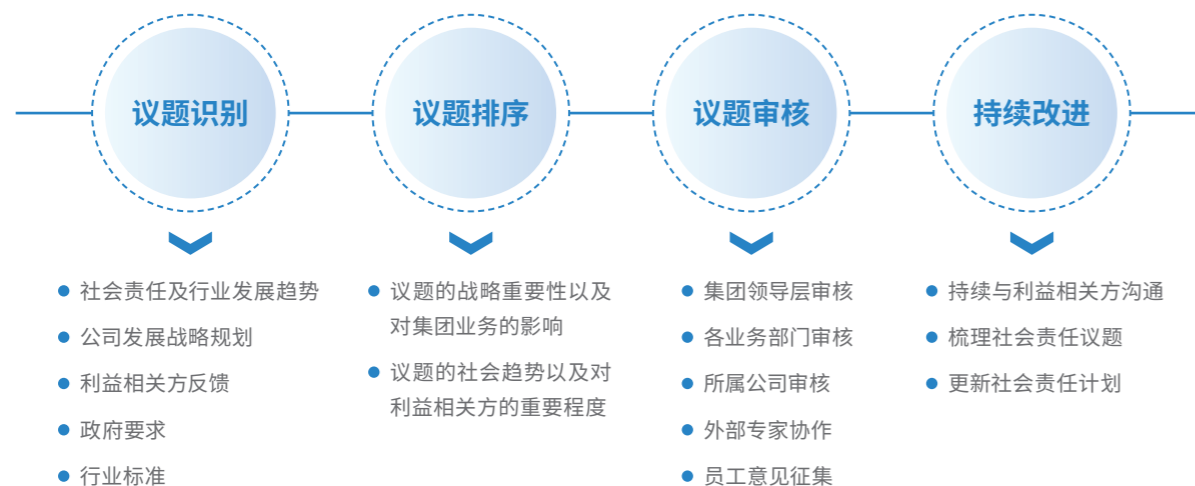 议题识别
议题排序
议题审核
持续改进
社会责任及行业发展趋势
公司发展战略规划
利益相关方反馈
政府要求
行业标准
议题的战略重要性以及
对集团业务的影响
议题的社会趋势以及对
利益相关方的重要程度
集团领导层审核
各业务部门审核
所属公司审核
外部专家协作
员工意见征集
持续与利益相关方沟通
梳理社会责任议题
更新社会责任计划